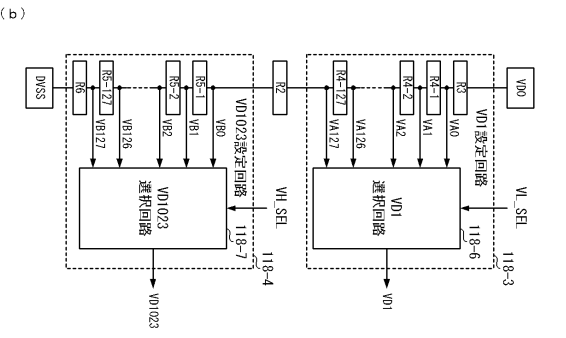 (b)
VD0
R3
R4-1
R4-2
R4-127
VA0
VA1
VA2
VA126
VA127
VD1設定回路
VD1
選択回路
VL_SEL
118-6
118-3
VD1
R2
R5-1
R5-2
R5-127
R6
DVSS
VB0
VB1
VB2
VB126
VB127
VD1023設定回路
VD1023
選択回路
VH_SEL
118-7
118-4
VD1023